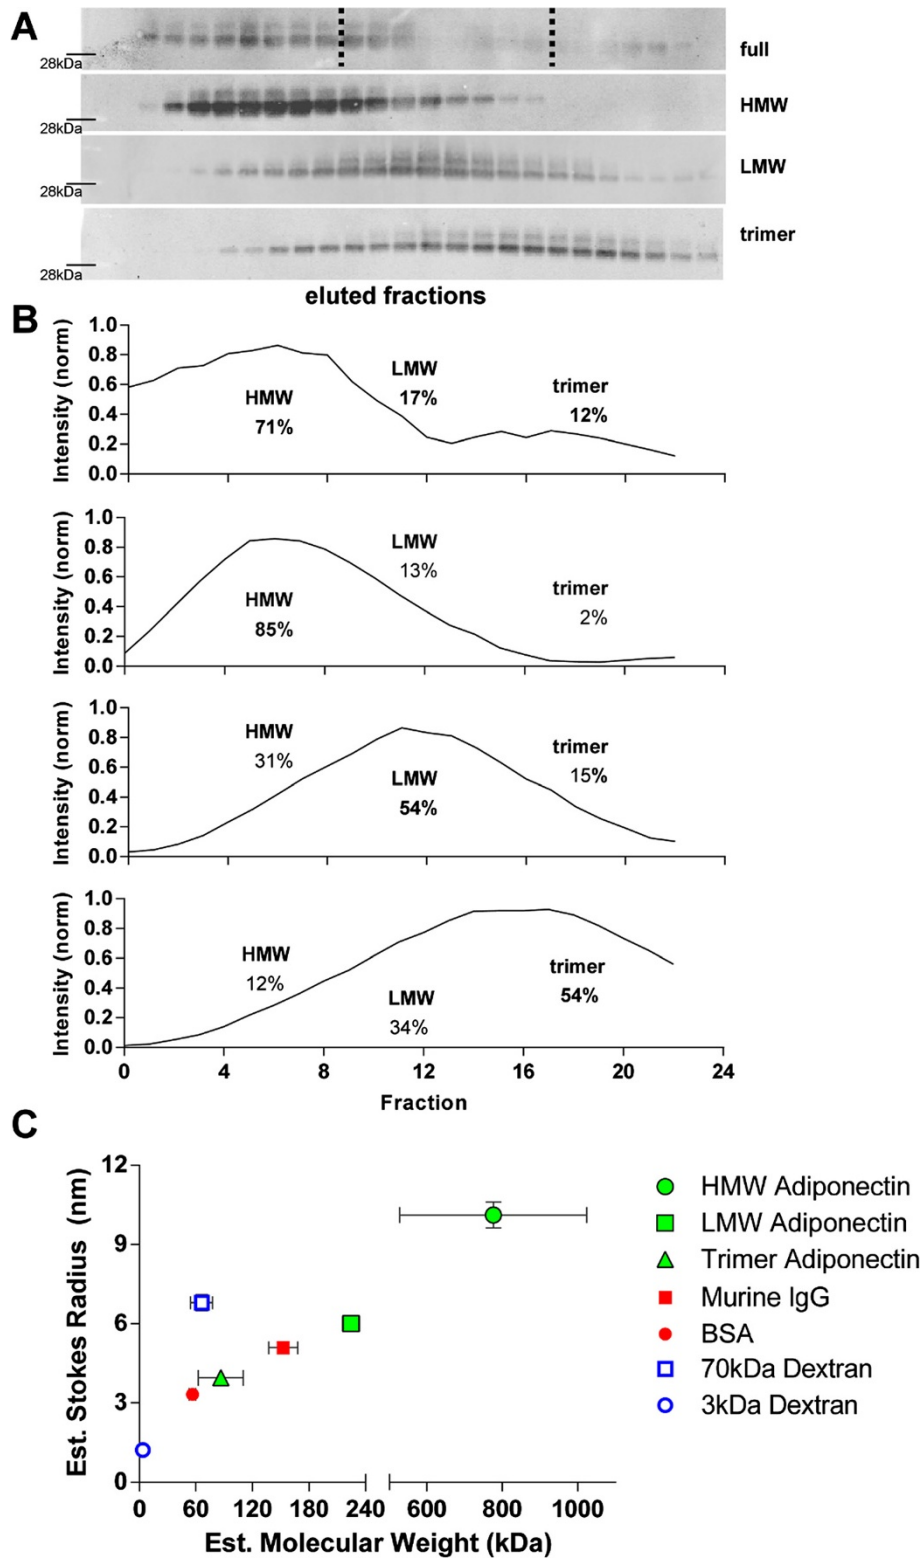 A
28kDa
full
28kDa
HMW
28kDa
LMW
28kDa
trimer
eluted fractions
B
Intensity (norm)
1.0
0.8
0.6
0.4
0.2
0.0
HMW
71%
LMW
17%
trimer
12%
Intensity (norm)
1.0
0.8
0.6
0.4
0.2
0.0
HMW
85%
LMW
13%
trimer
2%
Intensity (norm)
1.0
0.8
0.6
0.4
0.2
0.0
HMW
31%
LMW
54%
trimer
15%
Intensity (norm)
1.0
0.8
0.6
0.4
0.2
0.0
HMW
12%
LMW
34%
trimer
54%
0 4 8 12 16 20 24
Fraction
C
Est. Stokes Radius (nm)
12
9
6
3
0
0 60 120 180 240 600 800 1000
Est. Molecular Weight (kDa)
HMW Adiponectin
LMW Adiponectin
Trimer Adiponectin
Murine IgG
BSA
70kDa Dextran
3kDa Dextran